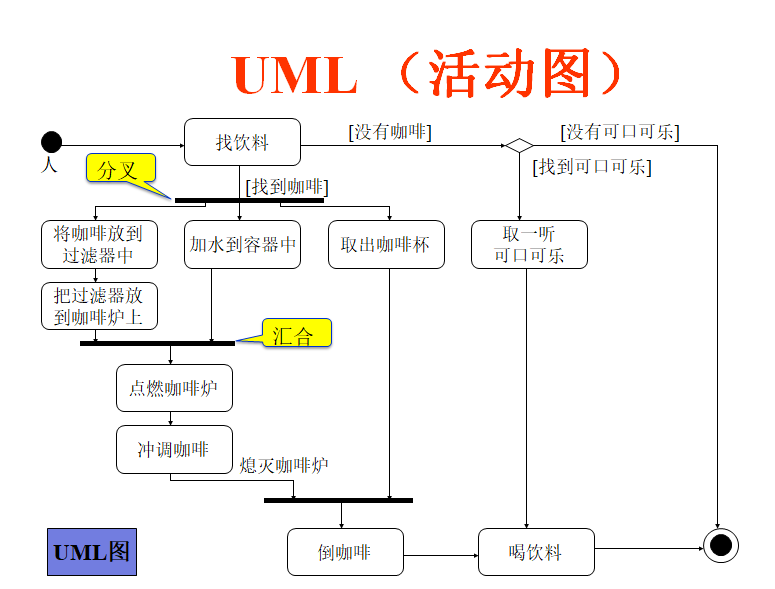 UML（活动图）
人
找饮料
[没有咖啡]
[没有可口可乐]
[找到可口可乐]
分叉
[找到咖啡]
将咖啡放到
过滤器中
加水到容器中
取出咖啡杯
取一听
可口可乐
把过滤器放
到咖啡炉上
汇合
点燃咖啡炉
冲调咖啡
熄灭咖啡炉
UML图
倒咖啡
喝饮料